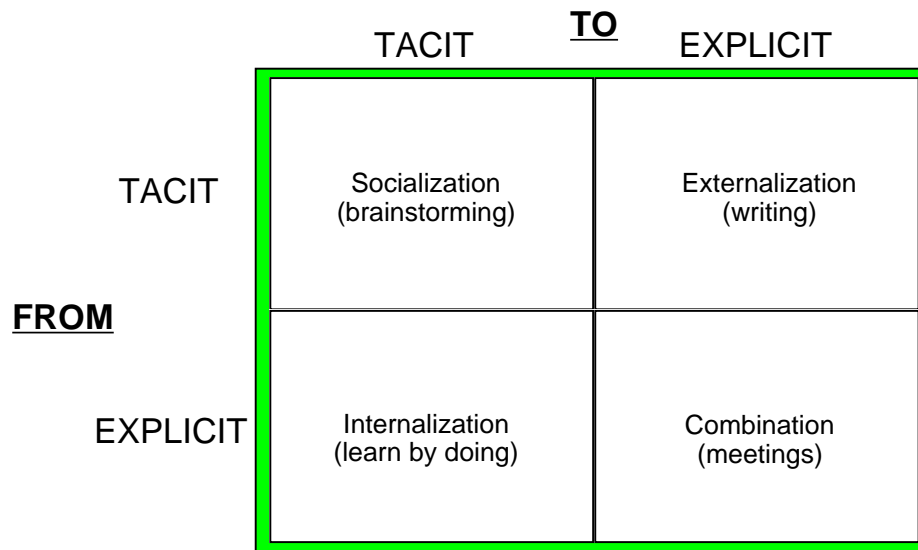 TO
TACIT
EXPLICIT
TACIT
Socialization
(brainstorming)
Externalization
(writing)
FROM
EXPLICIT
Internalization
(learn by doing)
Combination
(meetings)